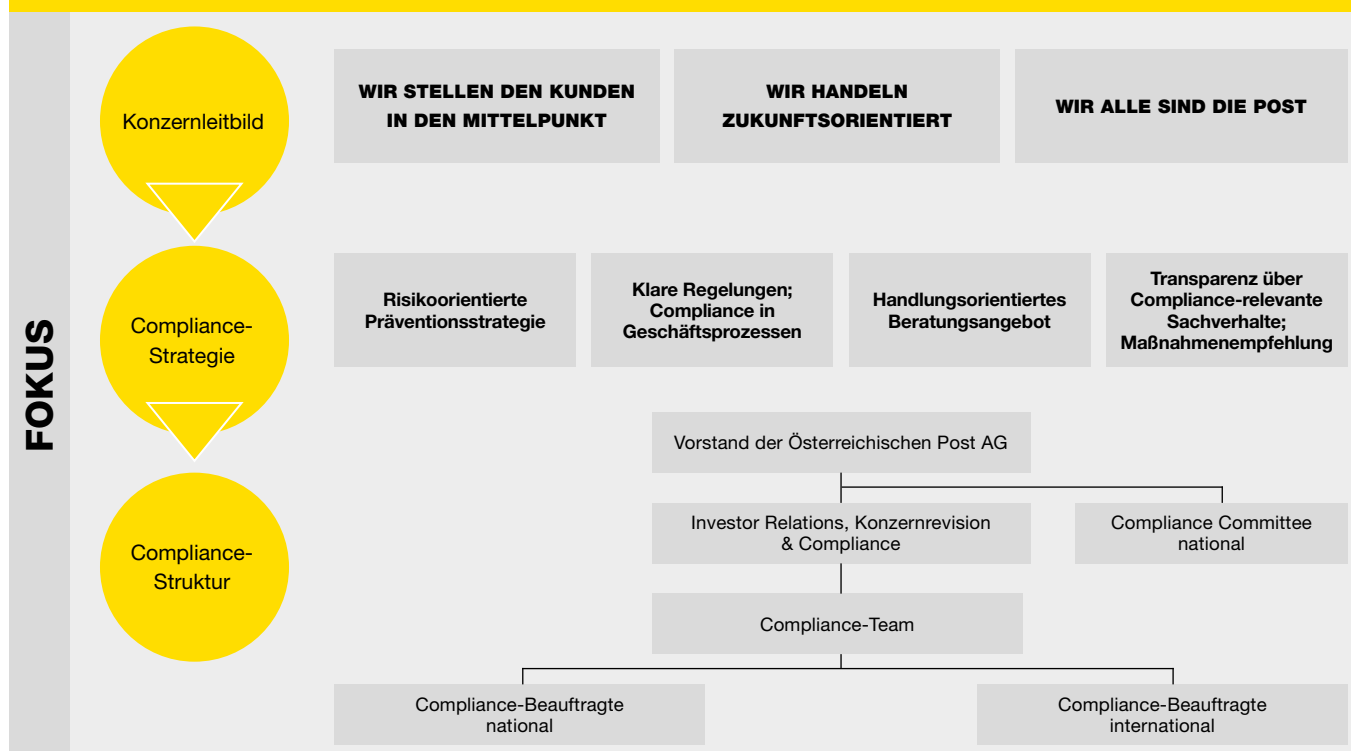 FOKUS
Konzernleitbild
WIR STELLEN DEN KUNDEN
IN DEN MITTELPUNKT
WIR HANDELN
ZUKUNFTSORIENTIERT
WIR ALLE SIND DIE POST
Compliance-
Strategie
Risikoorientierte
Präventionsstrategie
Klare Regelungen;
Compliance in
Geschäftsprozessen
Handlungsorientiertes
Beratungsangebot
Transparenz über
Compliance-relevante
Sachverhalte;
Maßnahmenempfehlung
Compliance-
Struktur
Vorstand der Österreichischen Post AG
Investor Relations, Konzernrevision
& Compliance
Compliance Committee
national
Compliance-Team
Compliance-Beauftragte
national
Compliance-Beauftragte
international